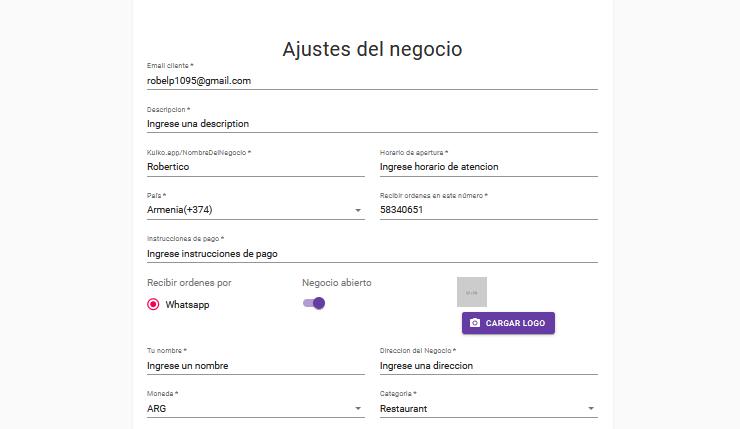 Ajustes del negocio
Email cliente *
robelp1095@gmail.com
Descripcion *
Ingrese una description
Kuiko.app/NombreDelNegocio * Horario de apertura *
Robertico Ingrese horario de atencion
País * Recibir ordenes en este número *
Armenia(+374) 58340651
Instrucciones de pago *
Ingrese instrucciones de pago
Recibir ordenes por Negocio abierto
Whatsapp
CARGAR LOGO
Tu nombre * Direccion del Negocio *
Ingrese un nombre Ingrese una direccion
Moneda * Categoria *
ARG Restaurant